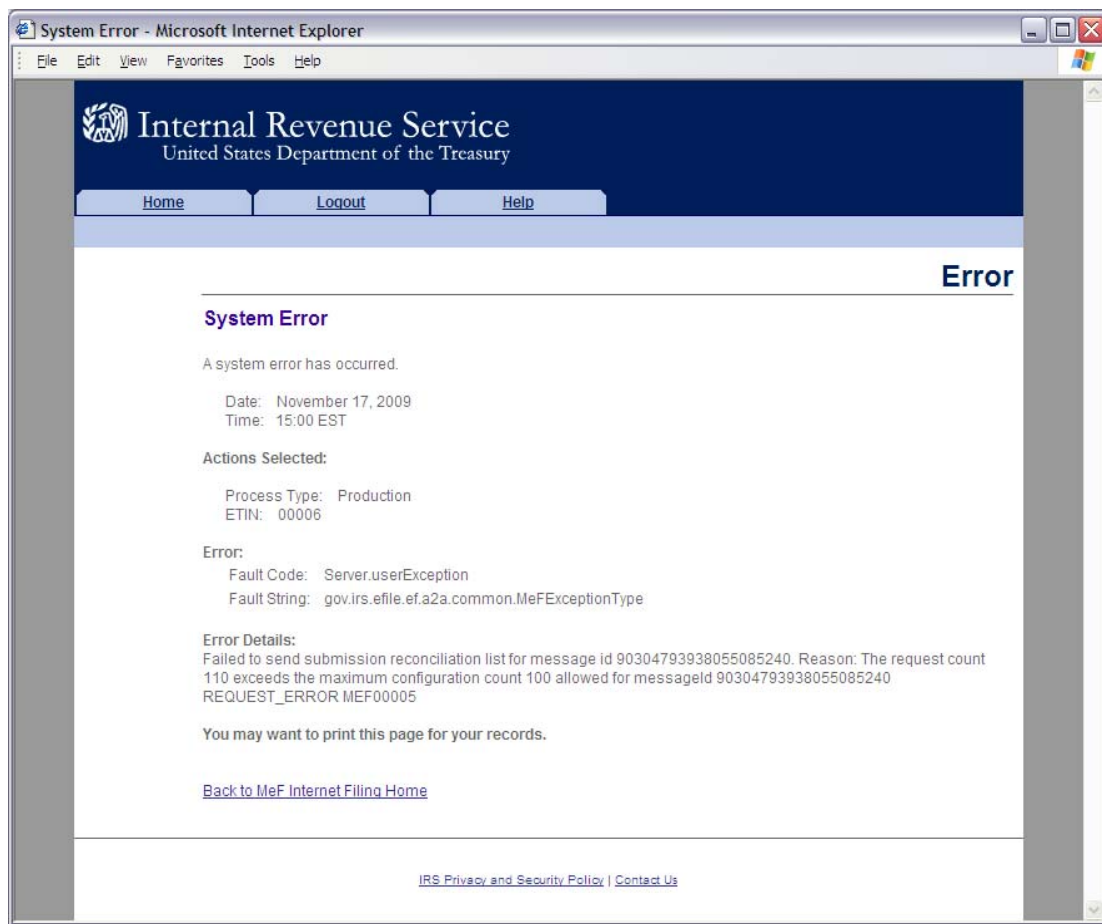 System Error - Microsoft Internet Explorer
File Edit View Favorites Tools Help
Internal Revenue Service
United States Department of the Treasury
Home Logout Help
Error
System Error
A system error has occurred.
Date: November 17, 2009
Time: 15:00 EST
Actions Selected:
Process Type: Production
ETIN: 00006
Error:
Fault Code: Server.userException
Fault String: gov.irs.efile.ef.a2a.common.MeFExceptionType
Error Details:
Failed to send submission reconciliation list for message id 90304793938055085240. Reason: The request count
110 exceeds the maximum configuration count 100 allowed for messageId 90304793938055085240
REQUEST_ERROR MEF00005
You may want to print this page for your records.
Back to MeF Internet Filing Home
IRS Privacy and Security Policy | Contact Us